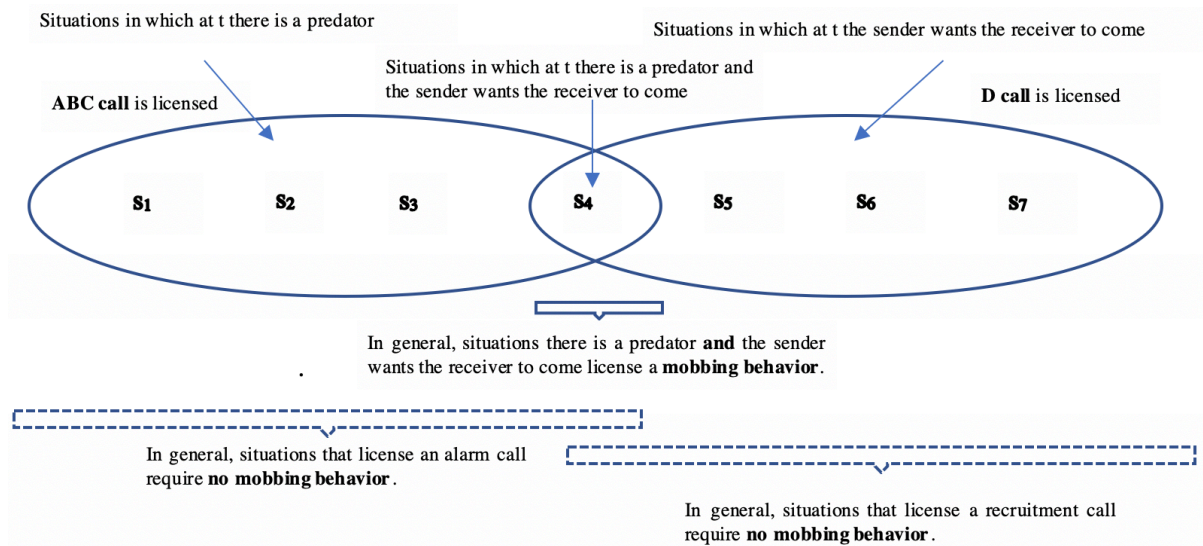 Situations in which at t there is a predator
Situations in which at t the sender wants the receiver to come
Situations in which at t there is a predator and
the sender wants the receiver to come
ABC call is licensed
D call is licensed
S1 S2 S3 S4 S5 S6 S7
In general, situations there is a predator and the sender
wants the receiver to come license a mobbing behavior.
.
In general, situations that license an alarm call
require no mobbing behavior.
In general, situations that license a recruitment call
require no mobbing behavior.